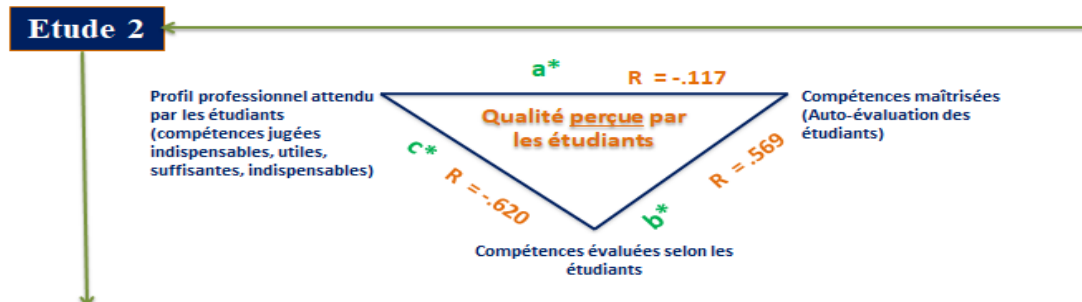 Etude 2
a*
R = -.117
Profil professionnel attendu
par les étudiants
(compétences jugées
indispensables, utiles,
suffisantes, indispensables)
Qualité perçue par
les étudiants
Compétences maîtrisées
(Auto-évaluation des
étudiants)
c*
R = -.620
R = .569
b*
Compétences évaluées selon les
étudiants